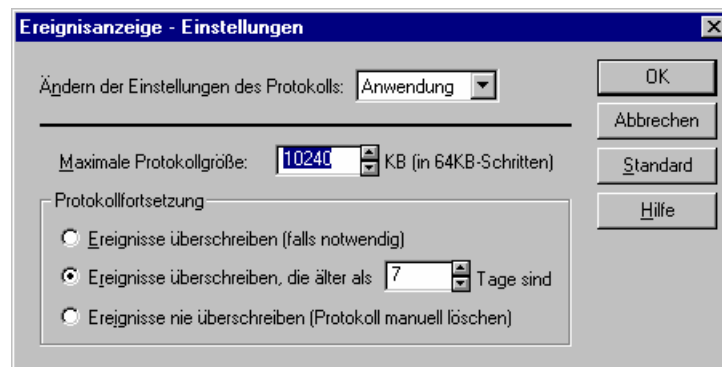 Ereignisanzeige - Einstellungen
Ändern der Einstellungen des Protokolls: Anwendung
OK
Abbrechen
Maximale Protokollgröße: 10240 KB (in 64KB-Schritten)
Standard
Hilfe
Protokollfortsetzung
Ereignisse überschreiben (falls notwendig)
Ereignisse überschreiben, die älter als 7 Tage sind
Ereignisse nie überschreiben (Protokoll manuell löschen)